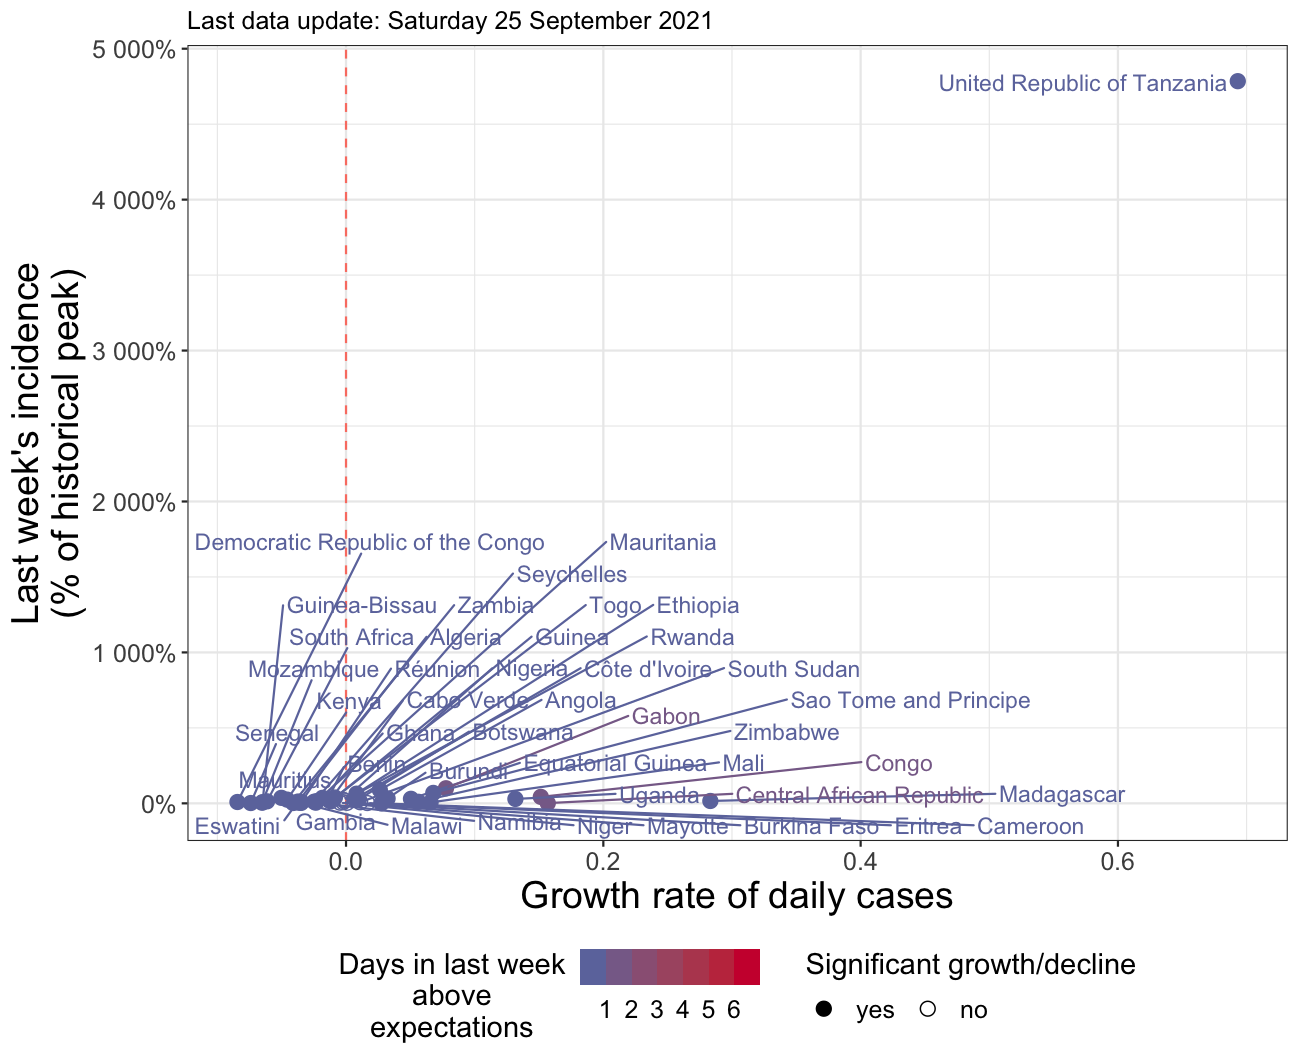 Last data update: Saturday 25 September 2021
5 000%
4 000%
3 000%
2 000%
1 000%
0%
Last week's incidence
(% of historical peak)
United Republic of Tanzania
Democratic Republic of the Congo
Mauritania
Seychelles
Guinea-Bissau
Zambia
Togo
Ethiopia
South Africa
Algeria
Guinea
Rwanda
Mozambique
Réunion
Nigeria
Côte d'Ivoire
South Sudan
Kenya
Cabo Verde
Angola
Sao Tome and Principe
Gabon
Senegal
Ghana
Botswana
Zimbabwe
Benin
Burundi
Equatorial Guinea
Mali
Congo
Mauritius
Uganda
Central African Republic
Madagascar
Eswatini
Gambia
Malawi
Namibia
Niger
Mayotte
Burkina Faso
Eritrea
Cameroon
0.0
0.2
0.4
0.6
Growth rate of daily cases
Days in last week
above
expectations
1 2 3 4 5 6
Significant growth/decline
yes
no